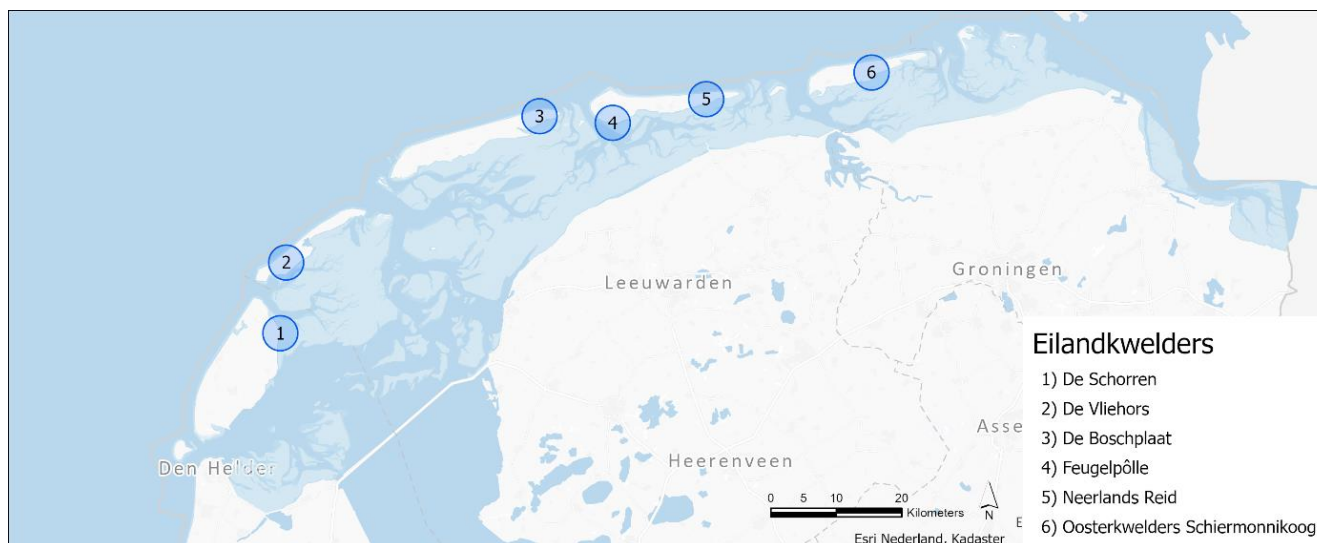 3
5
6
4
2
1
Leeuwarden
Groningen
Den Helder
Heerenveen
Asse
Eilandkwelders
1) De Schorren
2) De Vliehors
3) De Boschplaat
4) Feugelpôlle
5) Neerlands Reid
6) Oosterkwelders Schiermonnikoog
0 5 10 20
Kilometers
N
E
Esri Nederland, Kadaster